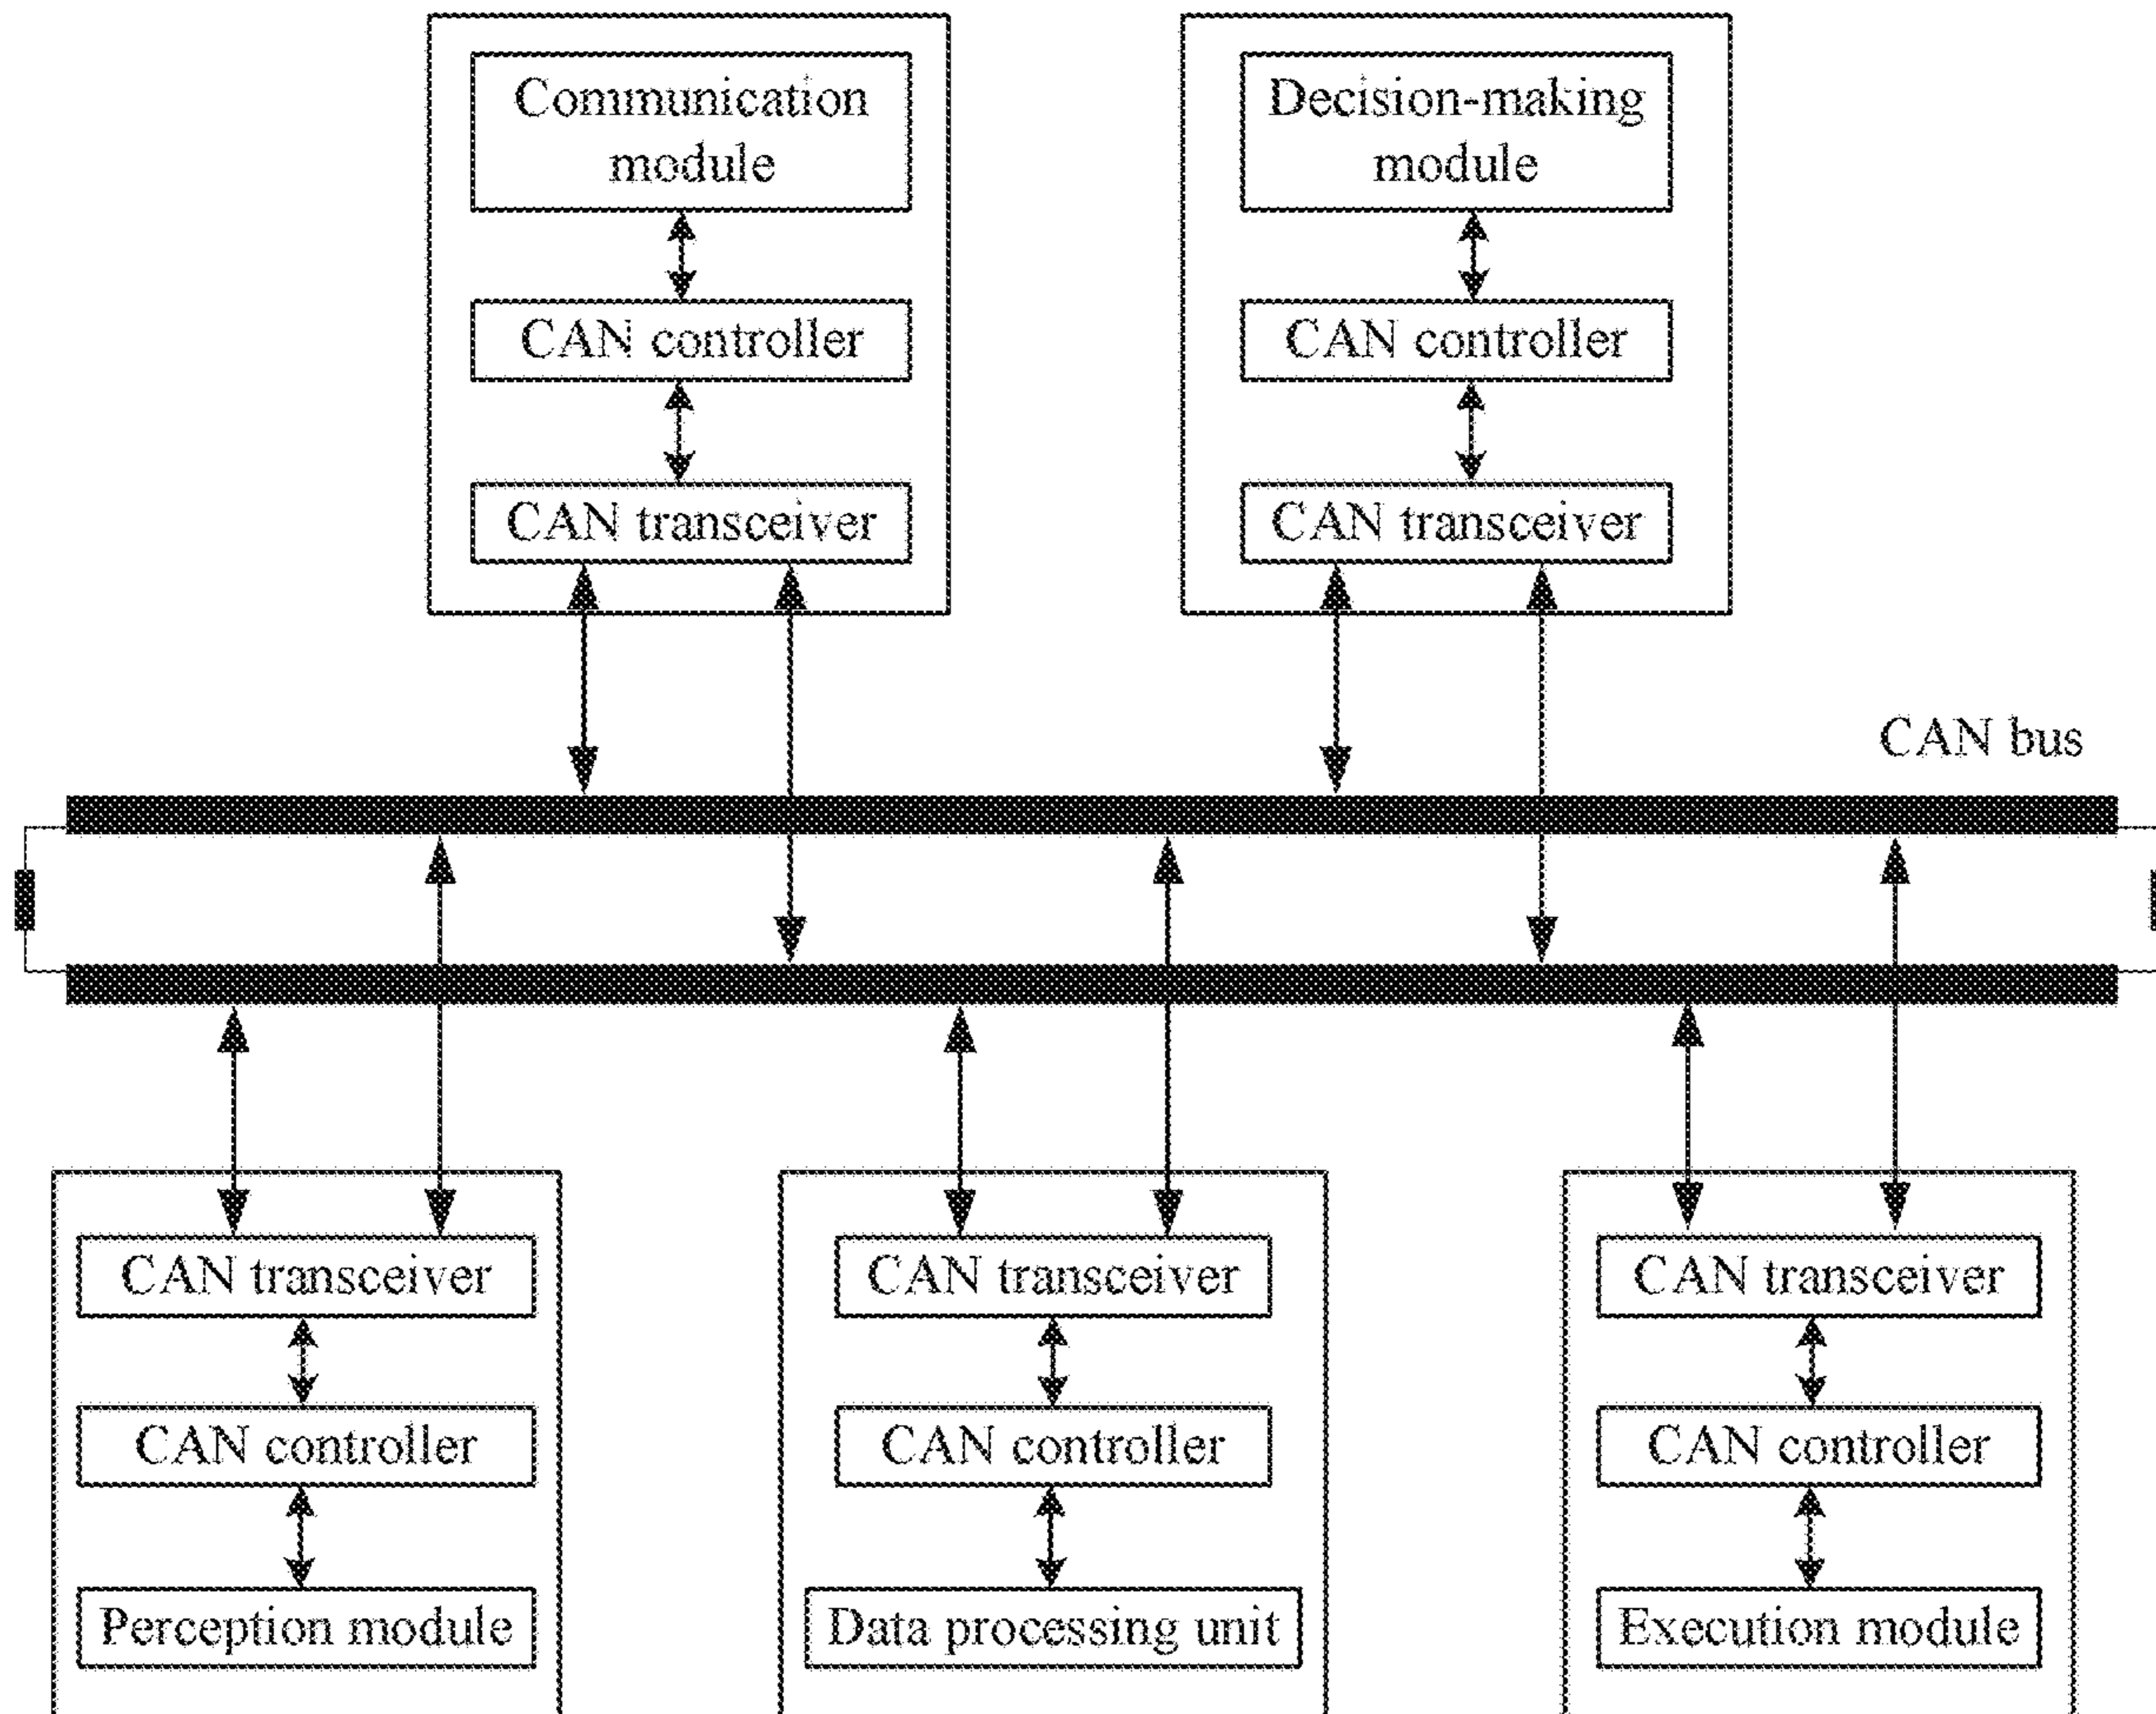 Communication
module
Decision-making
module
CAN controller
CAN controller
CAN transceiver
CAN transceiver
CAN bus
CAN transceiver
CAN transceiver
CAN transceiver
CAN controller
CAN controller
CAN controller
Perception module
Data processing unit
Execution module